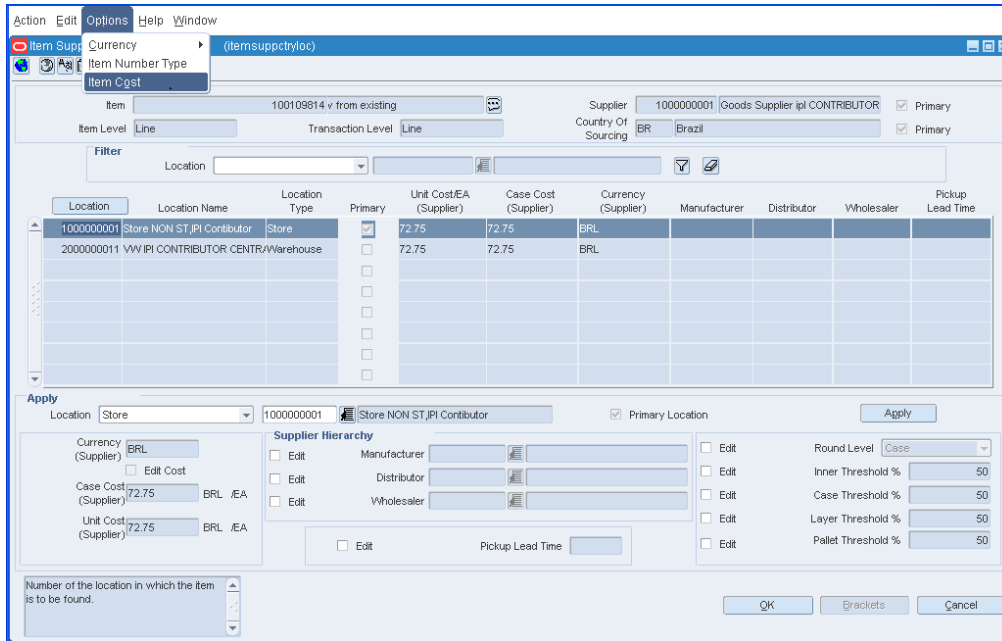 Action Edit Options Help Window
Item Supp (itemsuppctryloc)
Currency
Item Number Type
Item Cost
Item 100109814 v from existing Supplier 1000000001 Goods Supplier ipl CONTRIBUTOR Primary
Item Level Line Transaction Level Line Country Of Sourcing BR Brazil Primary
Filter
Location
Location Location Name Location Type Primary Unit Cost/EA (Supplier) Case Cost (Supplier) Currency (Supplier) Manufacturer Distributor Wholesaler Pickup Lead Time
1000000001 Store NON ST,IPI Contibutor Store 72.75 72.75 BRL
2000000011 VW IPI CONTRIBUTOR CENTRA Warehouse 72.75 72.75 BRL
Apply
Location Store 1000000001 Store NON ST,IPI Contibutor Primary Location Apply
Currency (Supplier) BRL
Edit Cost
Case Cost (Supplier) 72.75 BRL /EA
Unit Cost (Supplier) 72.75 BRL /EA
Supplier Hierarchy
Edit Manufacturer
Edit Distributor
Edit Wholesaler
Edit Pickup Lead Time
Edit Round Level Case
Edit Inner Threshold % 50
Edit Case Threshold % 50
Edit Layer Threshold % 50
Edit Pallet Threshold % 50
Number of the location in which the item
is to be found.
OK Brackets Cancel